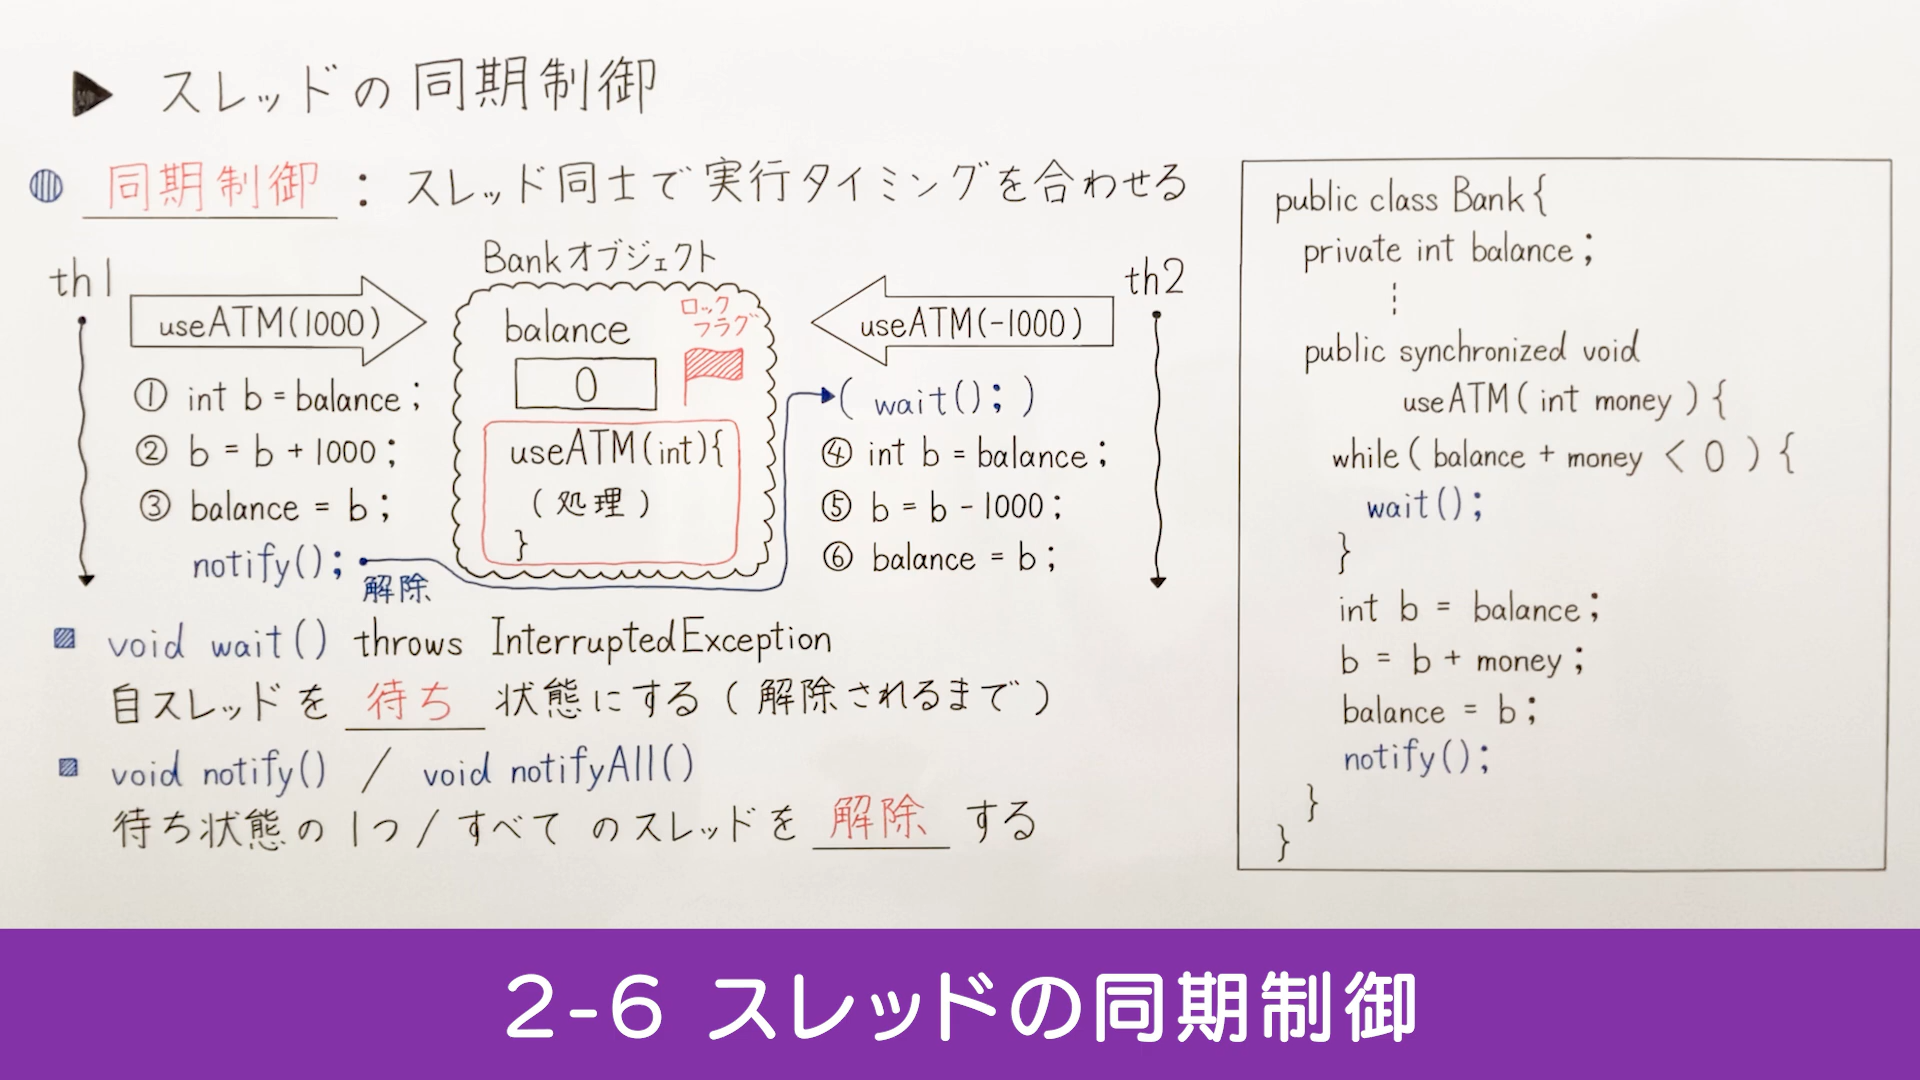 スレッドの同期制御
同期制御 : スレッド同士で実行タイミングを合わせる
th1
useATM(1000)
① int b = balance ;
② b = b + 1000 ;
③ balance = b ;
notify() ;
解除
Bankオブジェクト
balance
0
ロック
フラグ
useATM(int){
( 処理 )
}
th2
useATM(-1000)
( wait() ; )
④ int b = balance ;
⑤ b = b - 1000 ;
⑥ balance = b ;
void wait() throws InterruptedException
自スレッドを 待ち 状態にする ( 解除されるまで )
void notify() / void notifyAll()
待ち状態の 1つ / すべて のスレッドを 解除 する
public class Bank {
private int balance ;
public synchronized void
useATM ( int money ) {
while ( balance + money < 0 ) {
wait() ;
}
int b = balance ;
b = b + money ;
balance = b ;
notify() ;
}
}
2-6 スレッドの同期制御